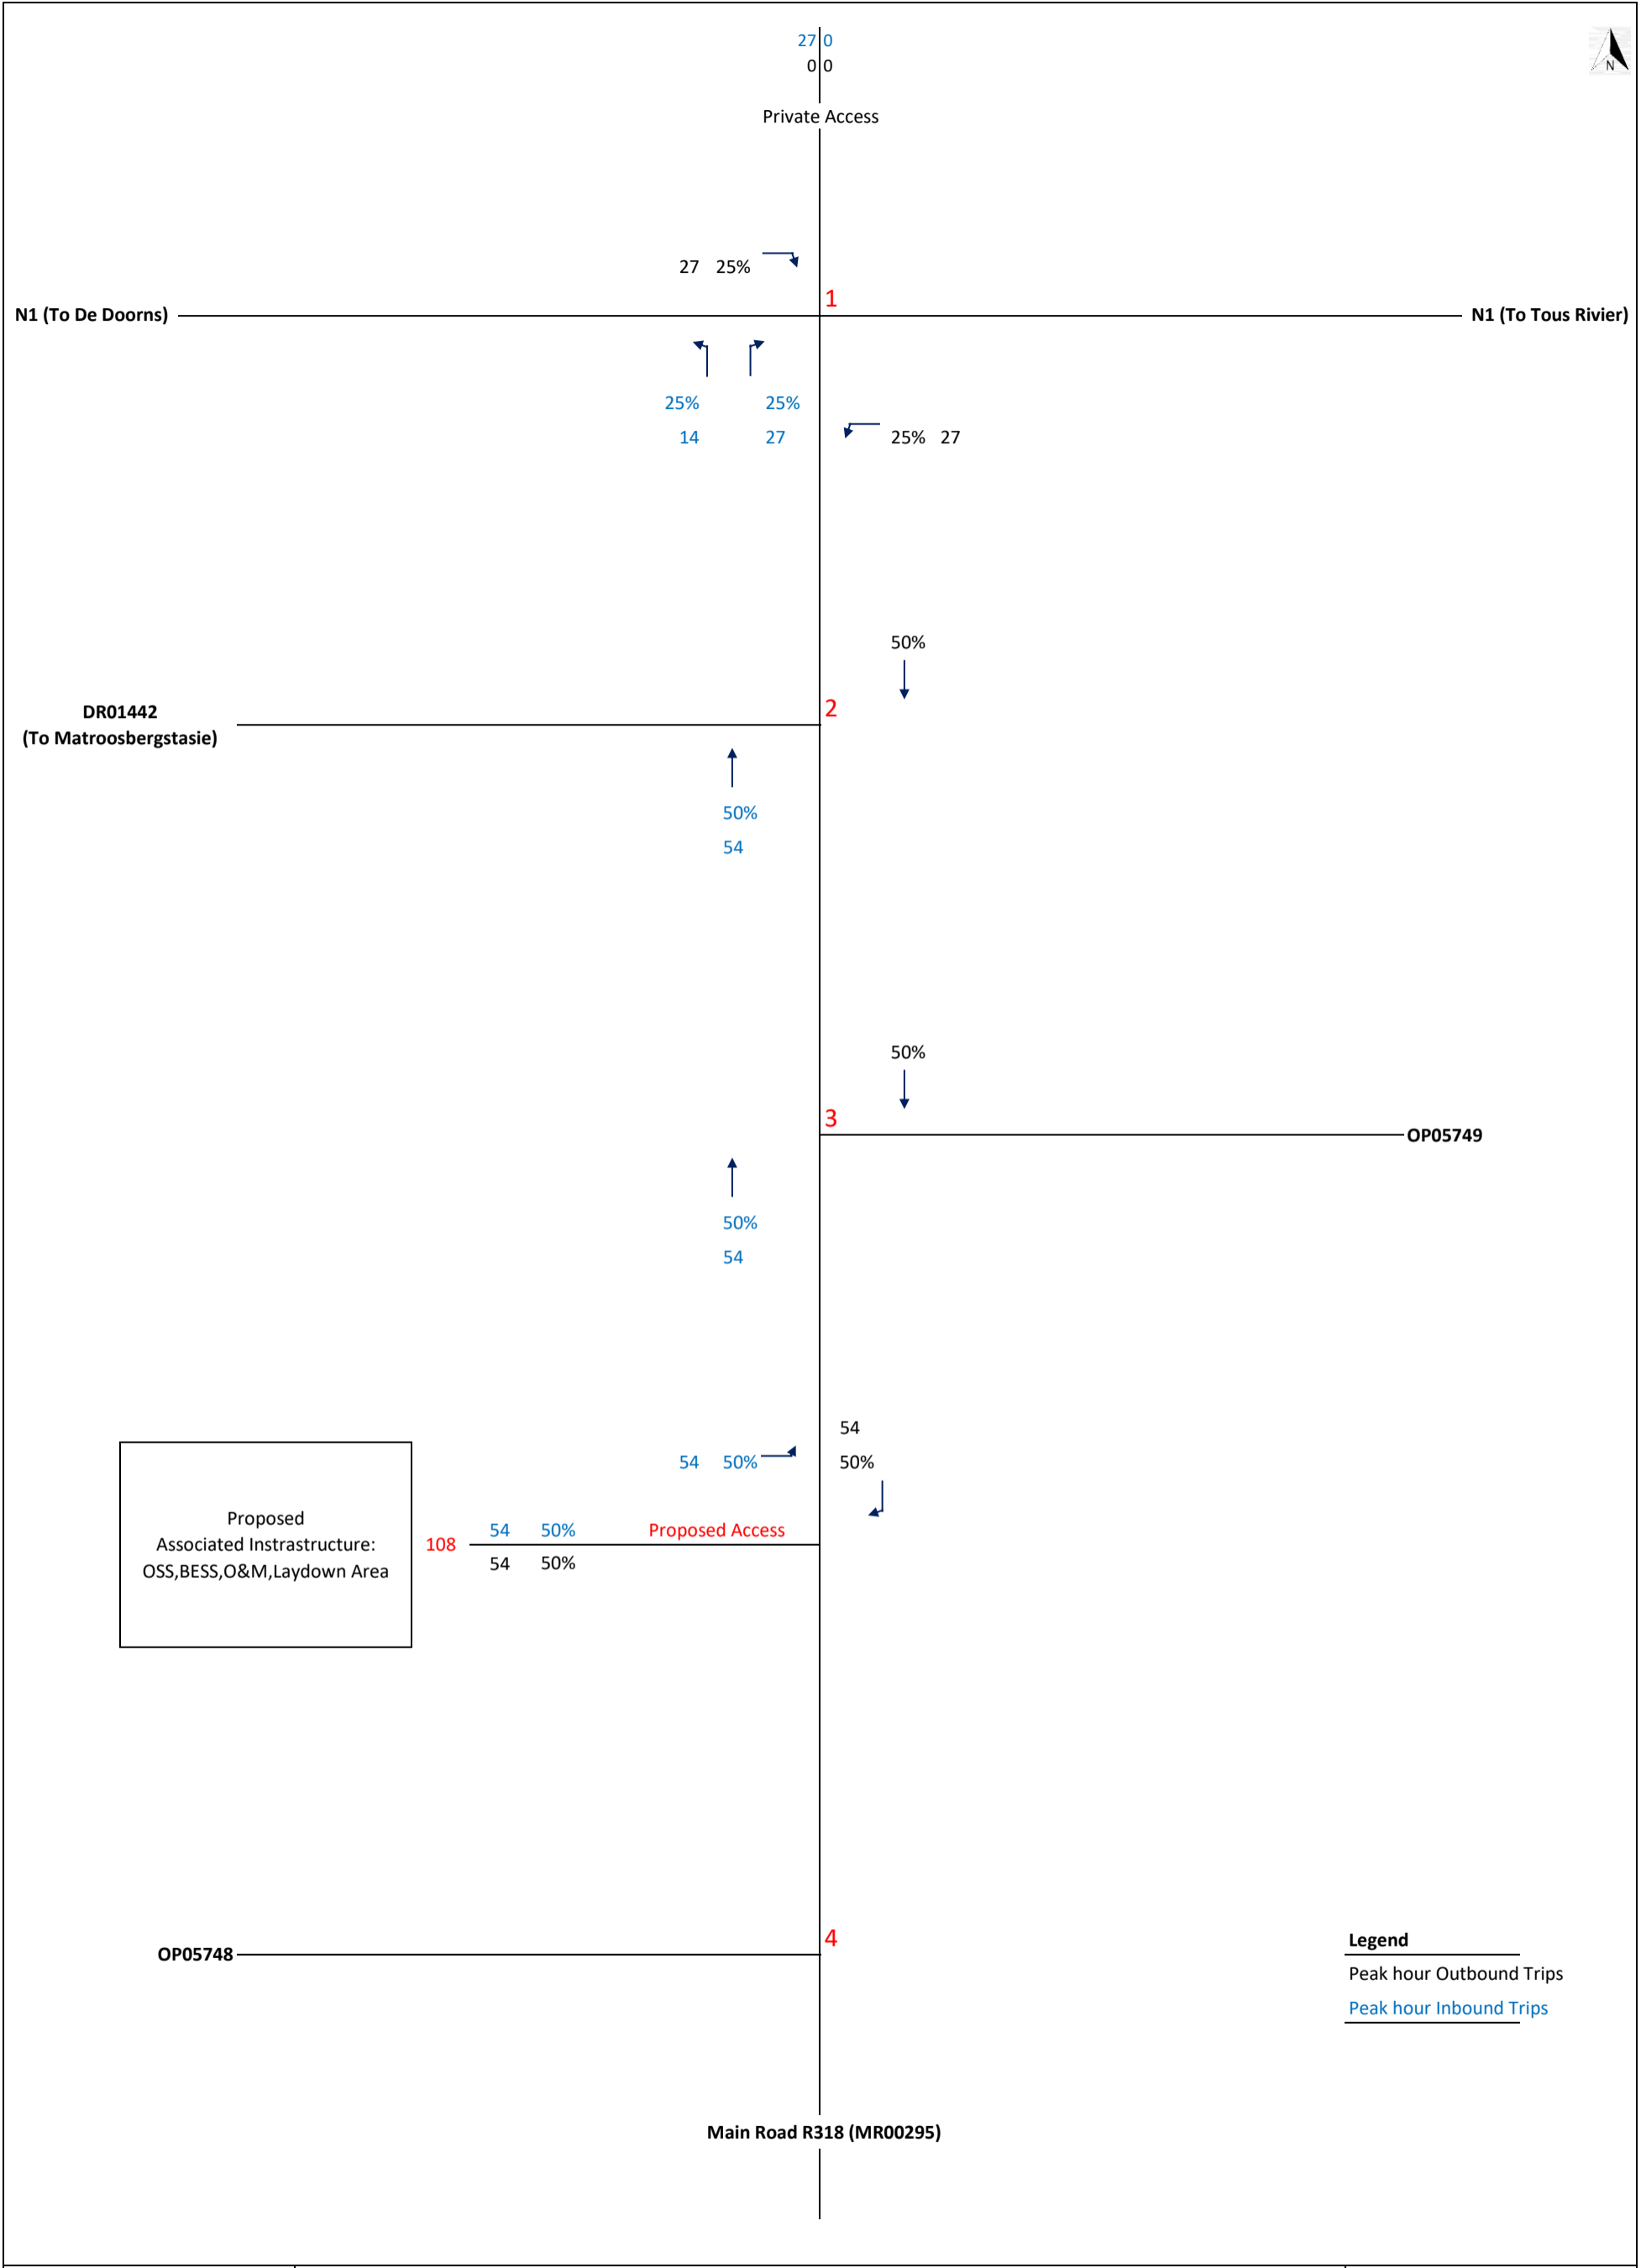 27 0
0 0
N
Private Access
27 25%
1
N1 (To De Doorns)
N1 (To Tous Rivier)
25% 25%
14 27
25% 27
50%
2
DR01442
(To Matroosbergstasie)
50%
54
50%
3
OP05749
50%
54
54
54 50%
50%
Proposed
Associated Instrastructure:
OSS,BESS,O&M,Laydown Area
108
54 50%
Proposed Access
54 50%
4
OP05748
Legend
Peak hour Outbound Trips
Peak hour Inbound Trips
Main Road R318 (MR00295)